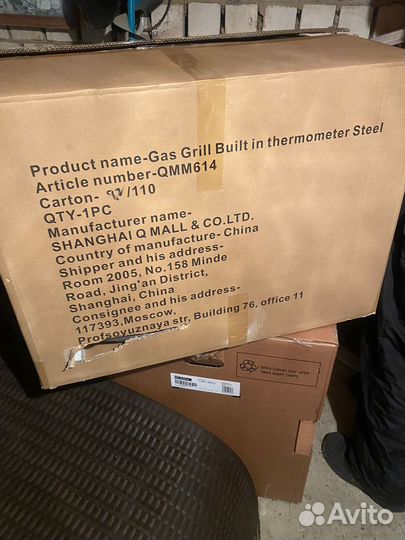 Product name-Gas Grill Built in thermometer Steel
Article number-QMM614
Carton- /110
QTY-1PC
Manufacturer name-
SHANGHAI Q MALL & CO.LTD.
Country of manufacture- China
Shipper and his address-
Room 2005, No.158 Minde
Road, Jing'an District,
Shanghai, China
Consignee and his address-
117393,Moscow,
Profsoyuznaya str, Building 76, office 11
Avito